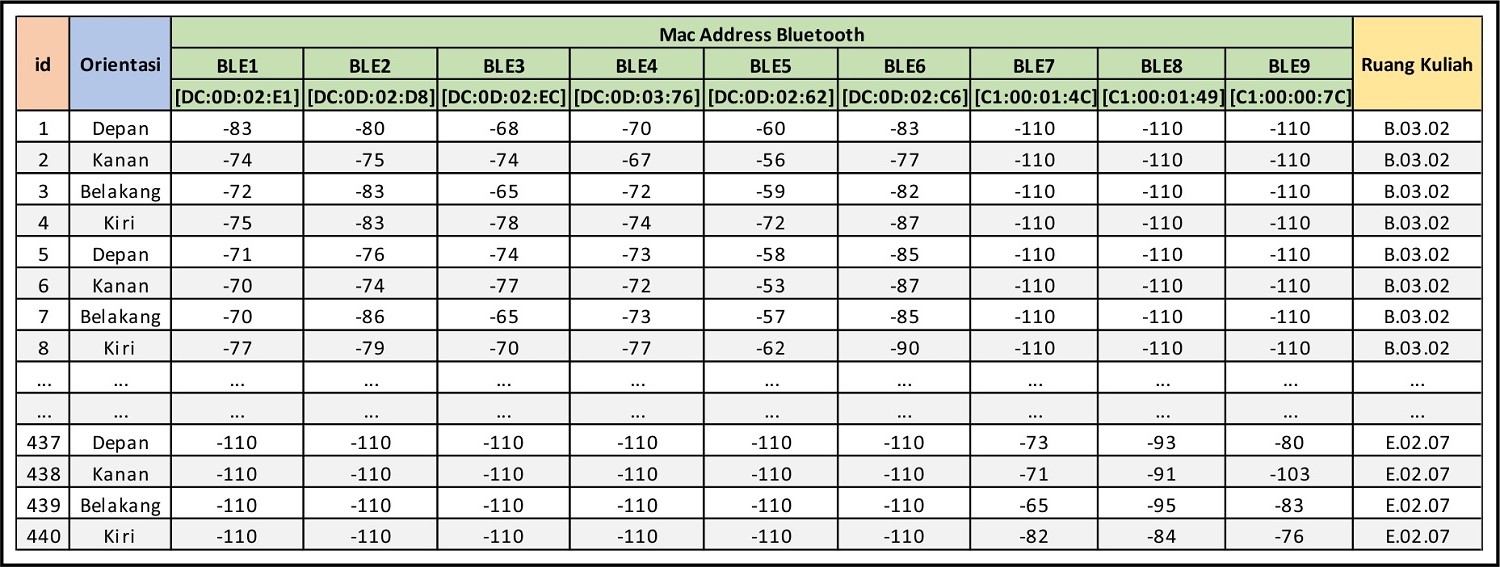 Mac Address Bluetooth
id Orientasi BLE1 BLE2 BLE3 BLE4 BLE5 BLE6 BLE7 BLE8 BLE9 Ruang Kuliah
[DC:0D:02:E1] [DC:0D:02:D8] [DC:0D:02:EC] [DC:0D:03:76] [DC:0D:02:62] [DC:0D:02:C6] [C1:00:01:4C] [C1:00:01:49] [C1:00:00:7C]
1 Depan -83 -80 -68 -70 -60 -83 -110 -110 -110 B.03.02
2 Kanan -74 -75 -74 -67 -56 -77 -110 -110 -110 B.03.02
3 Belakang -72 -83 -65 -72 -59 -82 -110 -110 -110 B.03.02
4 Kiri -75 -83 -78 -74 -72 -87 -110 -110 -110 B.03.02
5 Depan -71 -76 -74 -73 -58 -85 -110 -110 -110 B.03.02
6 Kanan -70 -74 -77 -72 -53 -87 -110 -110 -110 B.03.02
7 Belakang -70 -86 -65 -73 -57 -85 -110 -110 -110 B.03.02
8 Kiri -77 -79 -70 -77 -62 -90 -110 -110 -110 B.03.02
... ... ... ... ... ... ... ... ... ... ... ...
... ... ... ... ... ... ... ... ... ... ... ...
437 Depan -110 -110 -110 -110 -110 -110 -73 -93 -80 E.02.07
438 Kanan -110 -110 -110 -110 -110 -110 -71 -91 -103 E.02.07
439 Belakang -110 -110 -110 -110 -110 -110 -65 -95 -83 E.02.07
440 Kiri -110 -110 -110 -110 -110 -110 -82 -84 -76 E.02.07